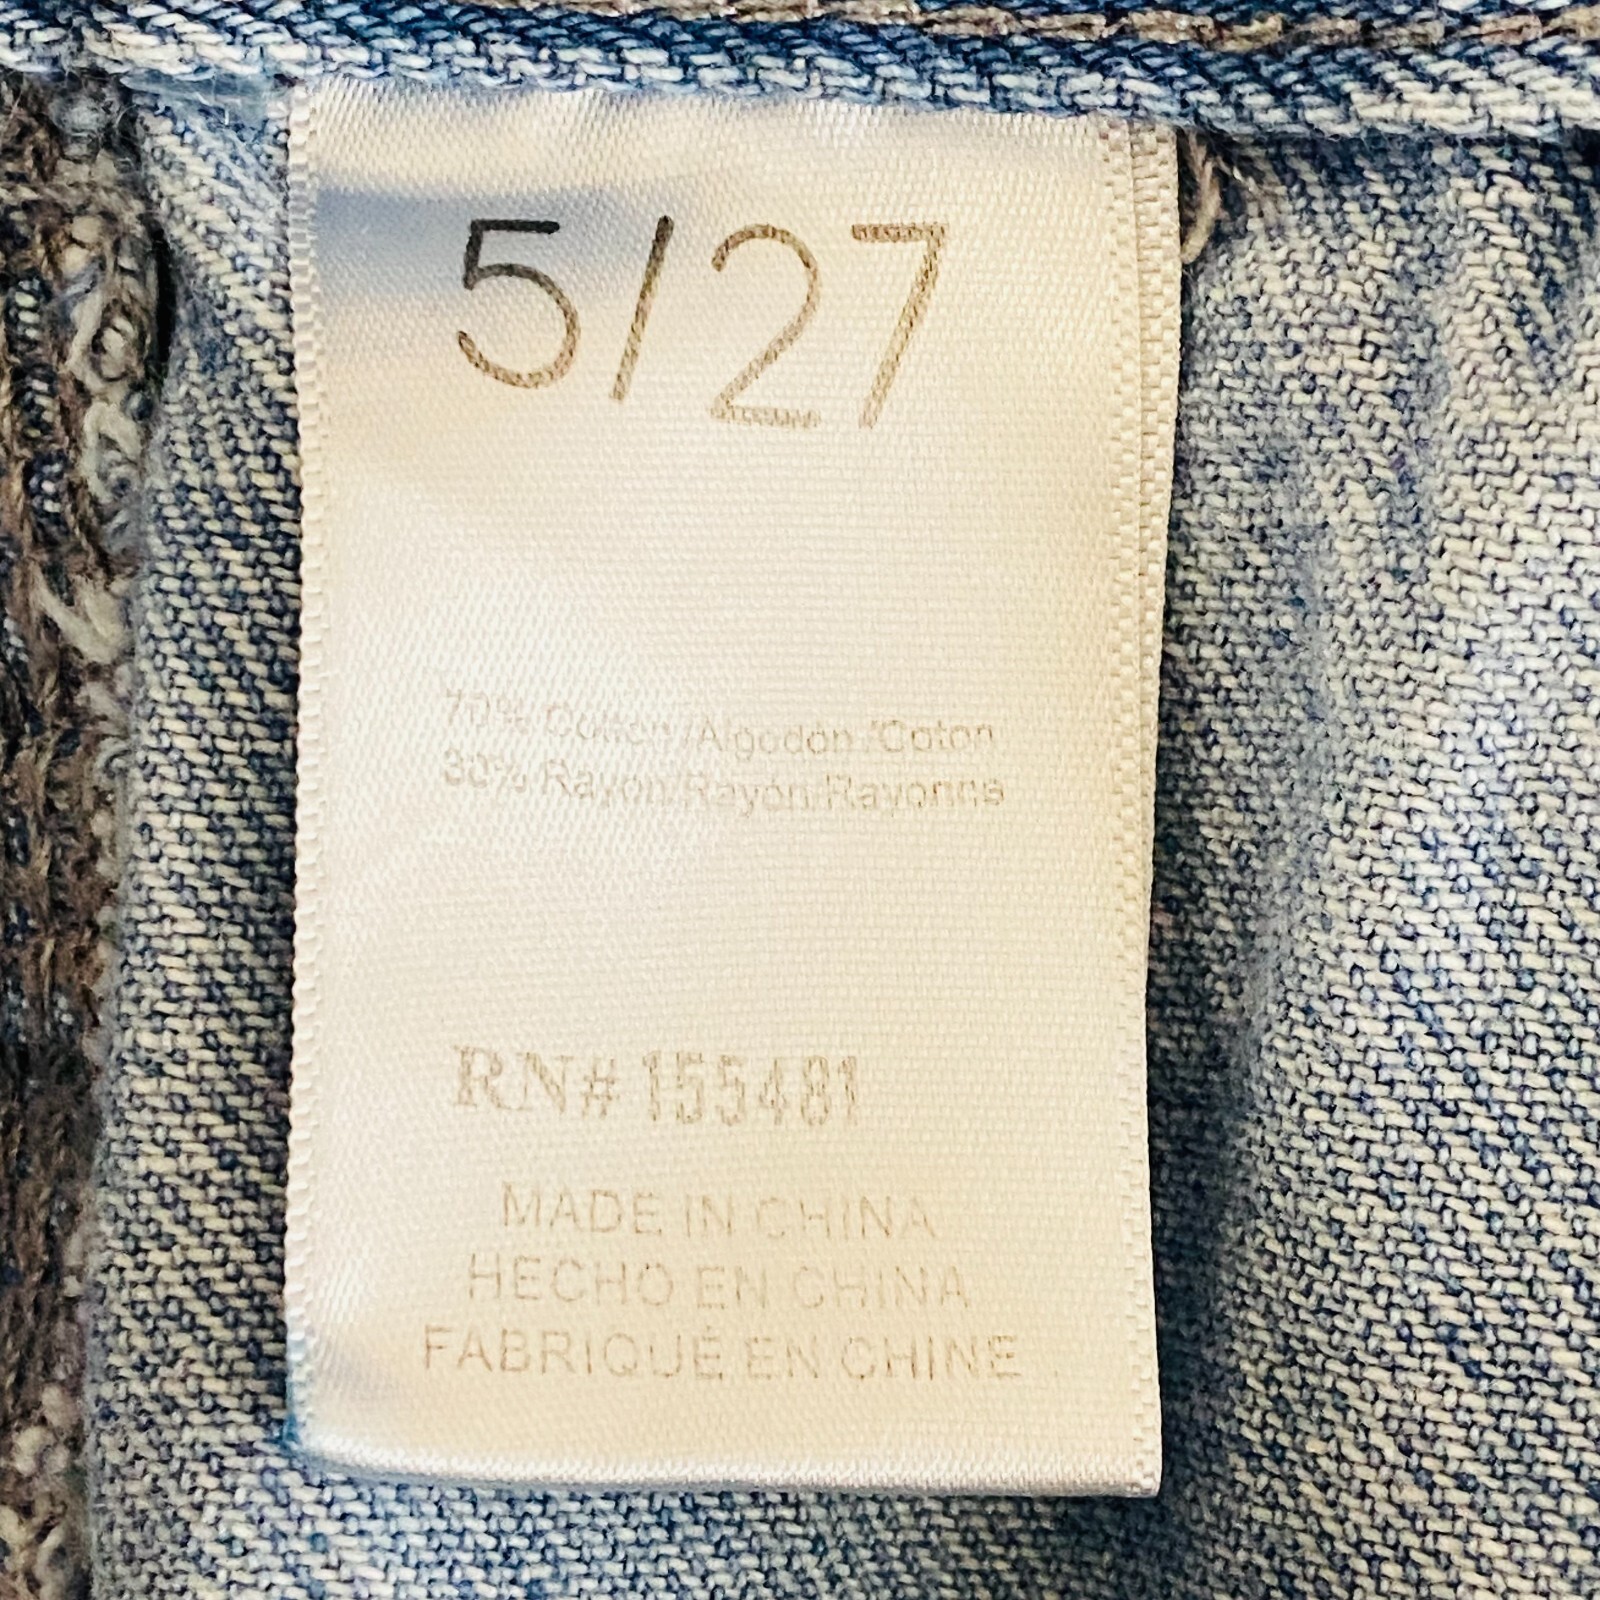 5/27
70% Cotton/Algodón/Coton
30% Rayon/Rayón/Rayonne
RN# 155481
MADE IN CHINA
HECHO EN CHINA
FABRIQUÉ EN CHINE